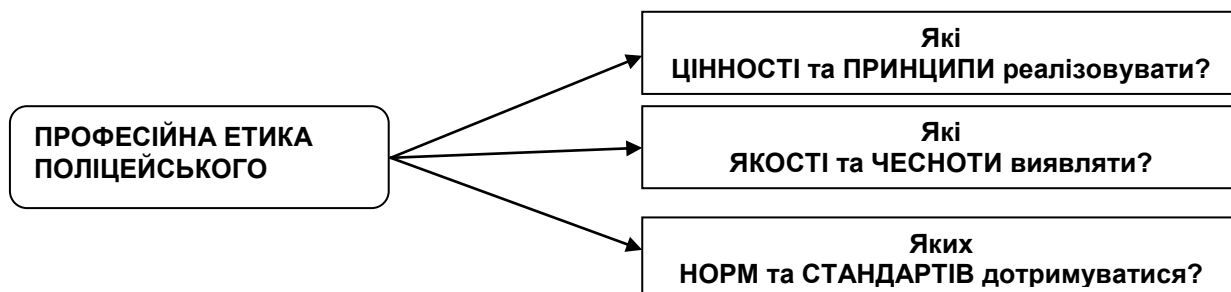 ПРОФЕСІЙНА ЕТИКА
ПОЛІЦЕЙСЬКОГО
Які
ЦІННОСТІ та ПРИНЦИПИ реалізовувати?
Які
ЯКОСТІ та ЧЕСНОТИ виявляти?
Яких
НОРМ та СТАНДАРТІВ дотримуватися?